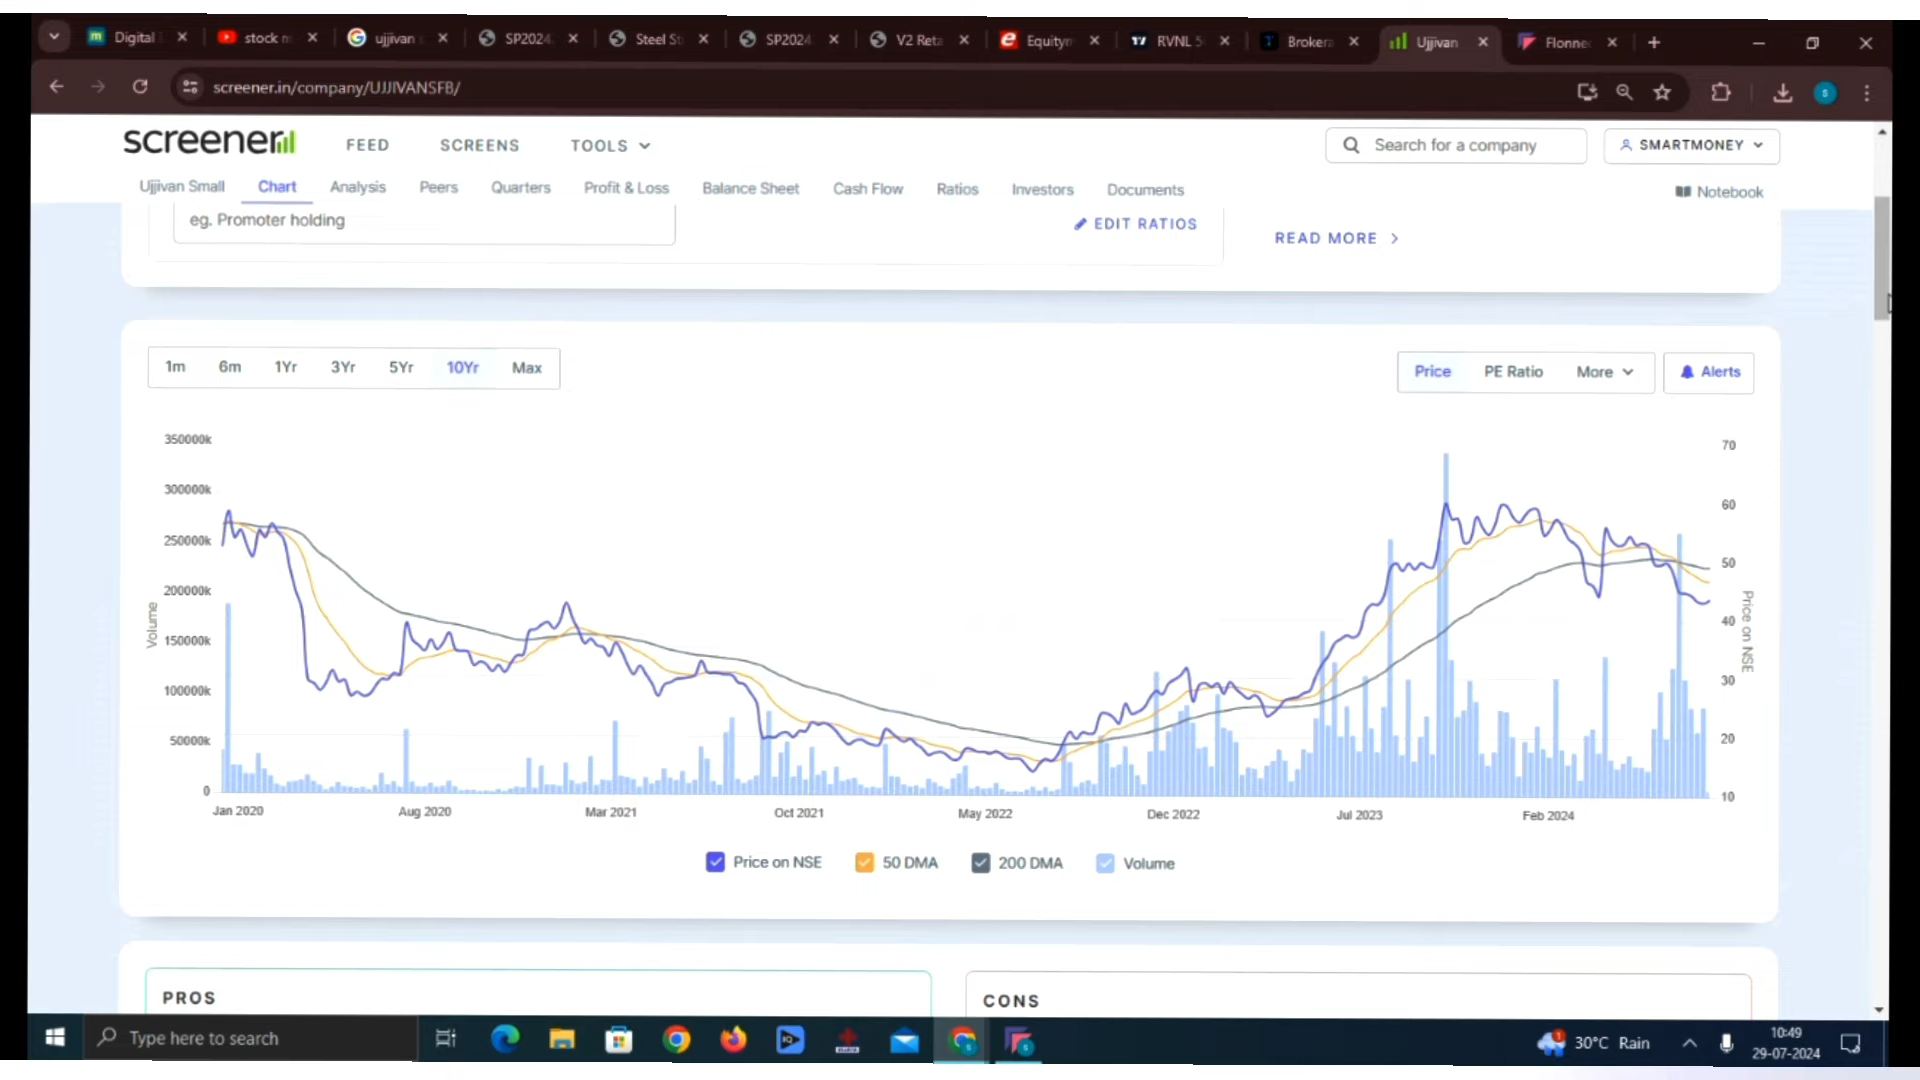 Digital
stock m
ujjivan s
SP2024
Steel St
SP2024
V2 Reta
Equitym
RVNL 5
Brokera
Ujjivan
Flonnec
screener.in/company/UJJIVANSFB/
screener
FEED
SCREENS
TOOLS
Search for a company
SMARTMONEY
Ujjivan Small
Chart
Analysis
Peers
Quarters
Profit & Loss
Balance Sheet
Cash Flow
Ratios
Investors
Documents
Notebook
eg. Promoter holding
EDIT RATIOS
READ MORE
1m 6m 1Yr 3Yr 5Yr 10Yr Max
Price PE Ratio More
Alerts
350000k
300000k
250000k
200000k
150000k
100000k
50000k
0
Volume
70
60
50
40
30
20
10
Price on NSE
Jan 2020 Aug 2020 Mar 2021 Oct 2021 May 2022 Dec 2022 Jul 2023 Feb 2024
Price on NSE 50 DMA 200 DMA Volume
PROS
CONS
Type here to search
30°C Rain
10:49
29-07-2024